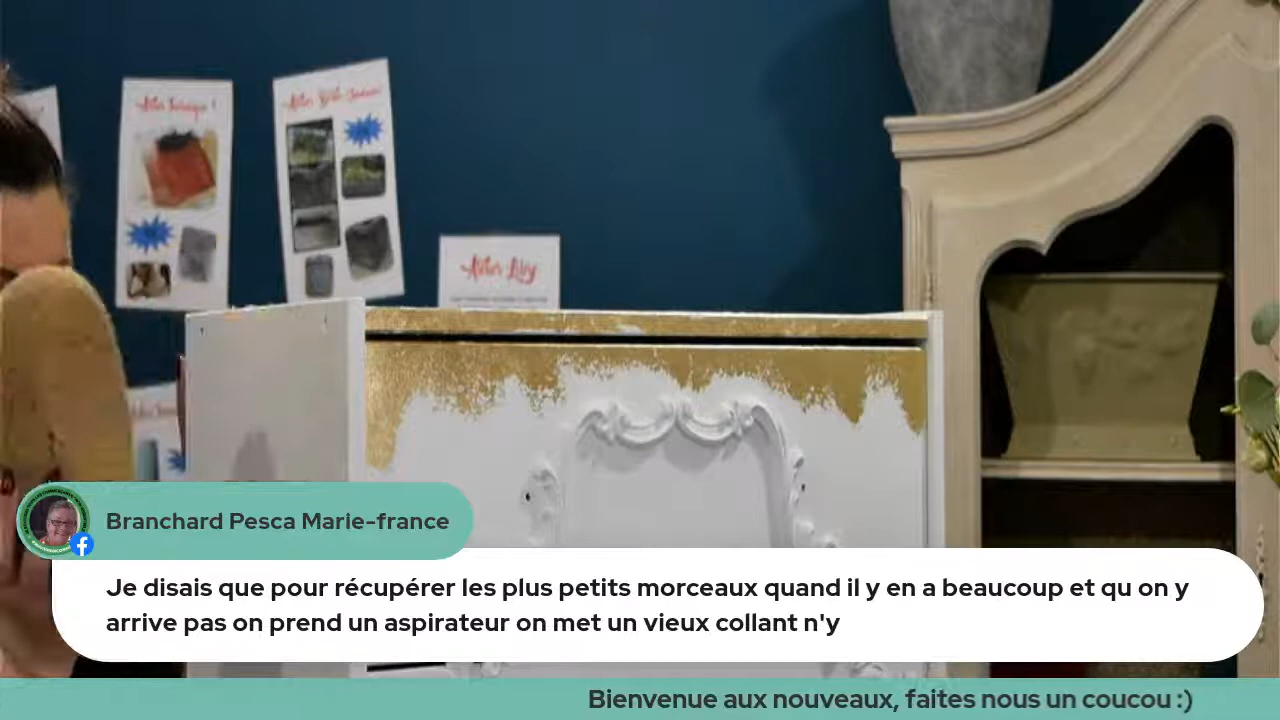 Atelier
Branchard Pesca Marie-france
Je disais que pour récupérer les plus petits morceaux quand il y en a beaucoup et qu on y
arrive pas on prend un aspirateur on met un vieux collant n'y
Bienvenue aux nouveaux, faites nous un coucou :)